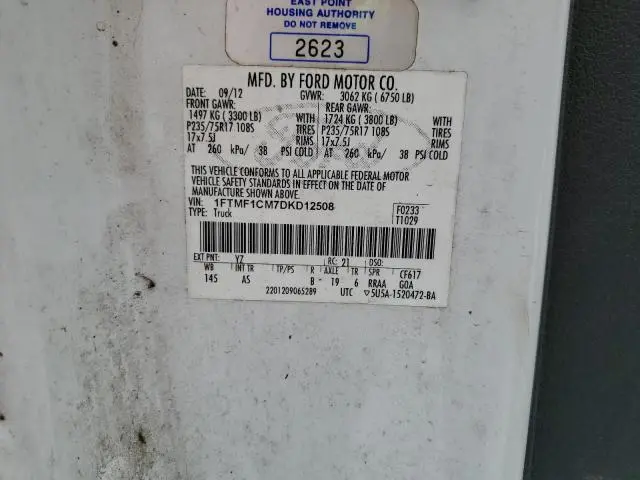 EAST POINT
HOUSING AUTHORITY
DO NOT REMOVE
2623
MFD. BY FORD MOTOR CO.
DATE: 09/12 GVWR: 3062 KG ( 6750 LB)
FRONT GAWR: REAR GAWR:
1497 KG ( 3300 LB) WITH 1724 KG ( 3800 LB) WITH
P235/75R17 108S TIRES P235/75R17 108S TIRES
17x7.5J RIMS 17x7.5J RIMS
AT 260 kPa/ 38 PSI COLD AT 260 kPa/ 38 PSI COLD
THIS VEHICLE CONFORMS TO ALL APPLICABLE FEDERAL MOTOR
VEHICLE SAFETY STANDARDS IN EFFECT ON THE DATE OF
MANUFACTURE SHOWN ABOVE.
VIN: 1FTMF1CM7DKD12508 F0233
TYPE: Truck T1029
EXT PNT: YZ RC: 21 DSO:
WB INT TR TP/PS R AXLE TR SPR CF617
145 AS B - 19 6 RRAA G0A
2201209065289 UTC ▽5U5A-1520472-BA